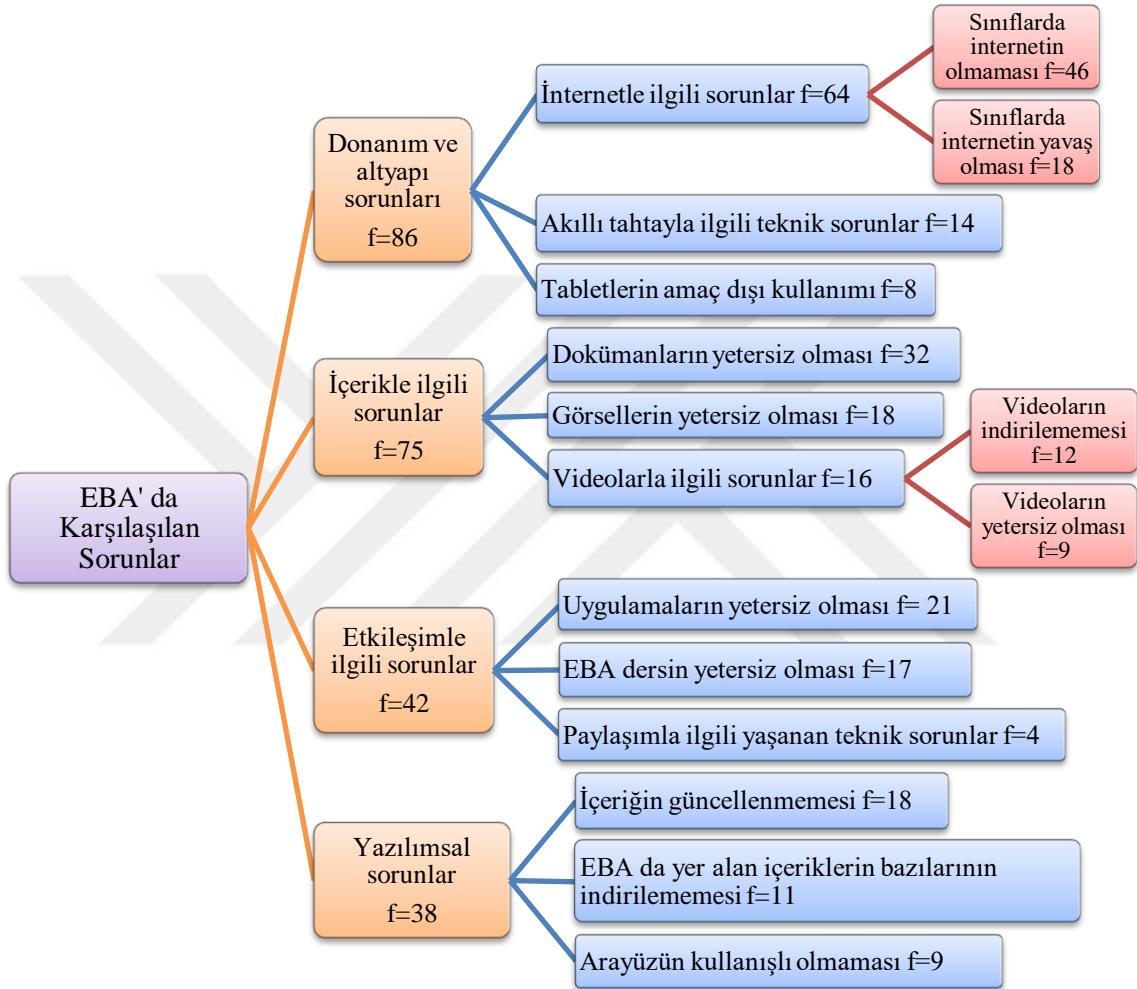 EBA' da
Karşılaşılan
Sorunlar
Donanım ve
altyapı
sorunları
f=86
İnternetle ilgili sorunlar f=64
Sınıflarda
internetin
olmaması f=46
Sınıflarda
internetin yavaş
olması f=18
Akıllı tahtayla ilgili teknik sorunlar f=14
Tabletlerin amaç dışı kullanımı f=8
İçerikle ilgili
sorunlar
f=75
Dokümanların yetersiz olması f=32
Görsellerin yetersiz olması f=18
Videolarla ilgili sorunlar f=16
Videoların
indirilememesi
f=12
Videoların
yetersiz olması
f=9
Etkileşimle
ilgili sorunlar
f=42
Uygulamaların yetersiz olması f= 21
EBA dersin yetersiz olması f=17
Paylaşımla ilgili yaşanan teknik sorunlar f=4
Yazılımsal
sorunlar
f=38
İçeriğin güncellenmemesi f=18
EBA da yer alan içeriklerin bazılarının
indirilememesi f=11
Arayüzün kullanışlı olmaması f=9